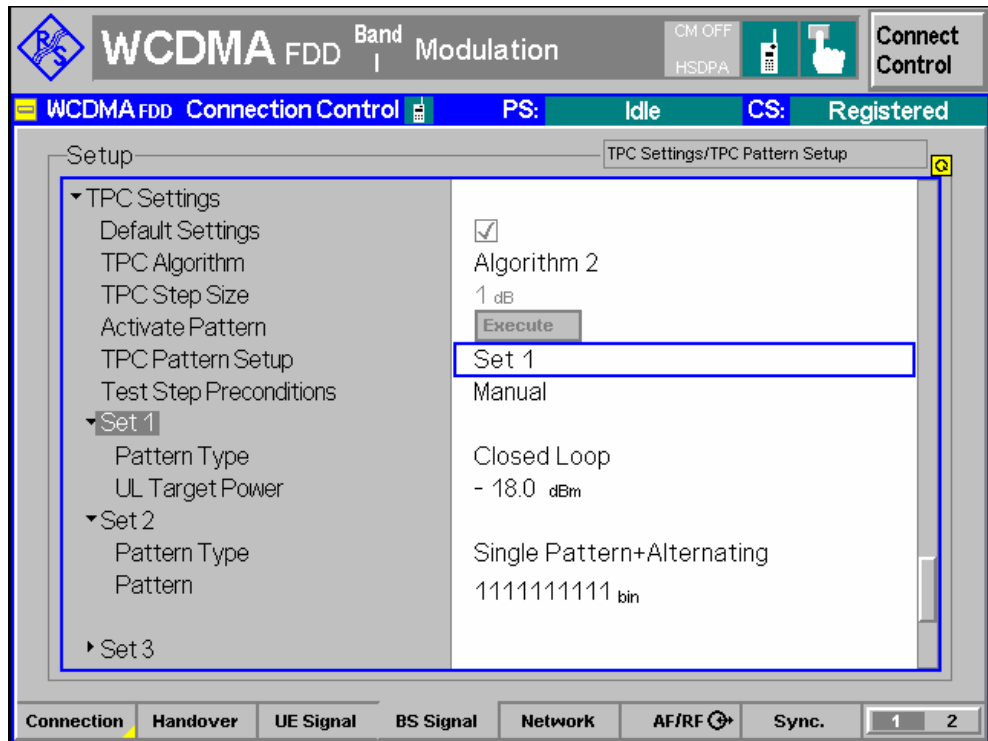 R&S WCDMA FDD Band I Modulation CM OFF HSDPA Connect Control
WCDMA FDD Connection Control PS: Idle CS: Registered
Setup TPC Settings/TPC Pattern Setup
TPC Settings
Default Settings
TPC Algorithm Algorithm 2
TPC Step Size 1 dB
Activate Pattern Execute
TPC Pattern Setup Set 1
Test Step Preconditions Manual
Set 1
Pattern Type Closed Loop
UL Target Power - 18.0 dBm
Set 2
Pattern Type Single Pattern+Alternating
Pattern 1111111111 bin
Set 3
Connection Handover UE Signal BS Signal Network AF/RF Sync. 1 2